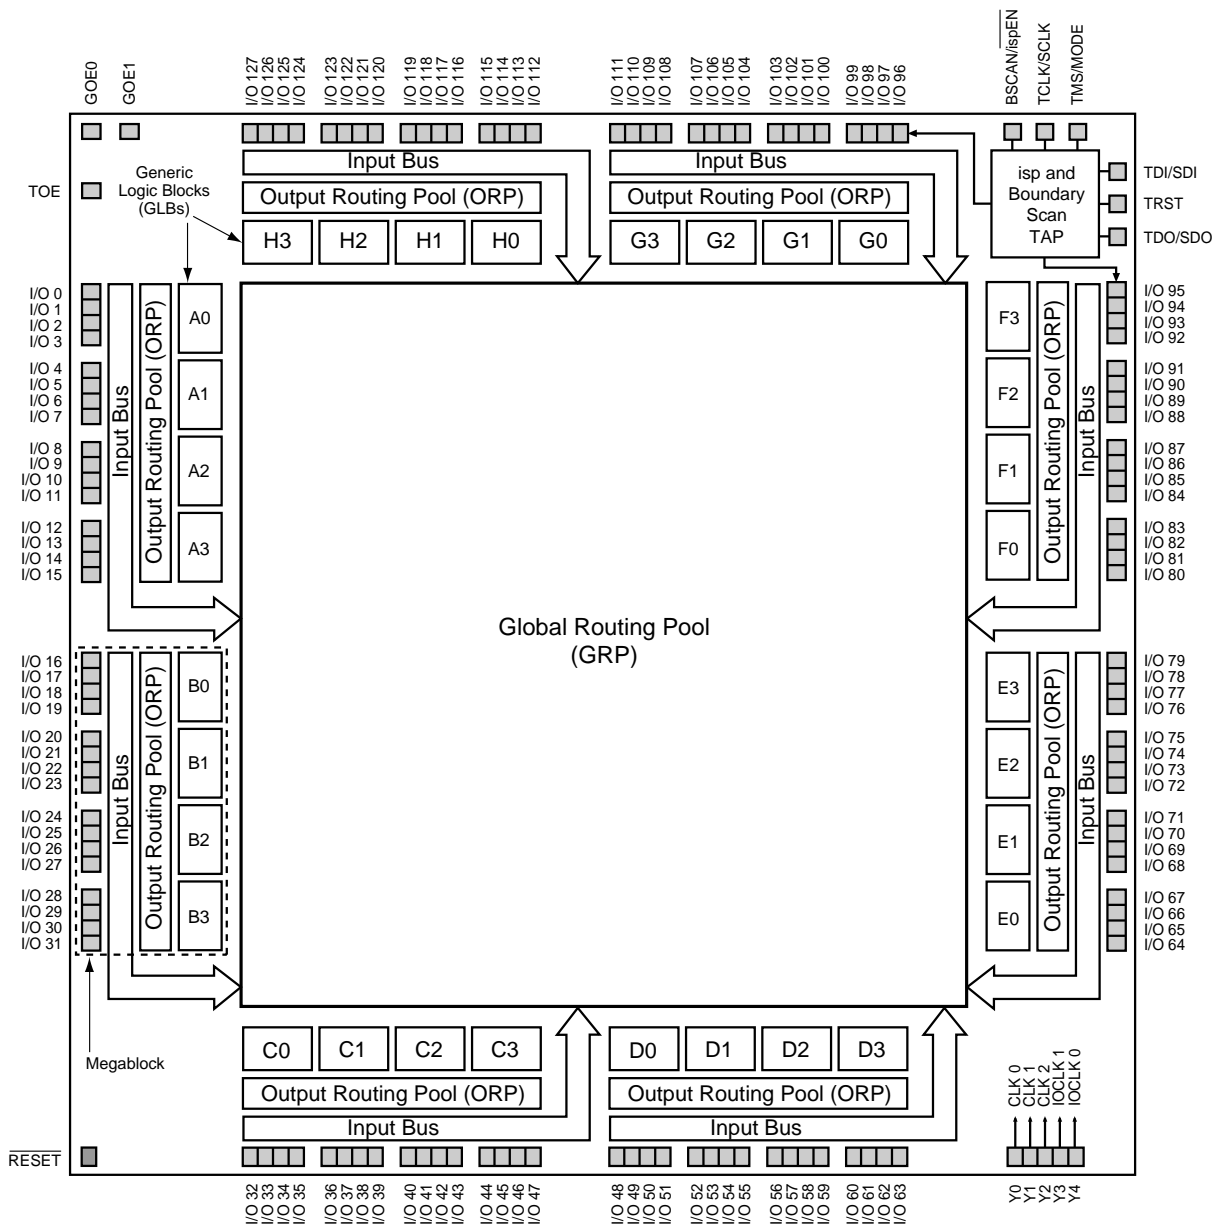 GOE0
GOE1
I/O 127
I/O 126
I/O 125
I/O 124
I/O 123
I/O 122
I/O 121
I/O 120
I/O 119
I/O 118
I/O 117
I/O 116
I/O 115
I/O 114
I/O 113
I/O 112
I/O 111
I/O 110
I/O 109
I/O 108
I/O 107
I/O 106
I/O 105
I/O 104
I/O 103
I/O 102
I/O 101
I/O 100
I/O 99
I/O 98
I/O 97
I/O 96
BSCAN/ispEN
TCLK/SCLK
TMS/MODE
TOE
Generic
Logic Blocks
(GLBs)
Input Bus
Output Routing Pool (ORP)
H3
H2
H1
H0
Input Bus
Output Routing Pool (ORP)
G3
G2
G1
G0
isp and
Boundary
Scan
TAP
TDI/SDI
TRST
TDO/SDO
I/O 0
I/O 1
I/O 2
I/O 3
I/O 4
I/O 5
I/O 6
I/O 7
I/O 8
I/O 9
I/O 10
I/O 11
I/O 12
I/O 13
I/O 14
I/O 15
Input Bus
Output Routing Pool (ORP)
A0
A1
A2
A3
Global Routing Pool
(GRP)
F3
F2
F1
F0
Output Routing Pool (ORP)
Input Bus
I/O 95
I/O 94
I/O 93
I/O 92
I/O 91
I/O 90
I/O 89
I/O 88
I/O 87
I/O 86
I/O 85
I/O 84
I/O 83
I/O 82
I/O 81
I/O 80
I/O 16
I/O 17
I/O 18
I/O 19
I/O 20
I/O 21
I/O 22
I/O 23
I/O 24
I/O 25
I/O 26
I/O 27
I/O 28
I/O 29
I/O 30
I/O 31
Input Bus
Output Routing Pool (ORP)
B0
B1
B2
B3
E3
E2
E1
E0
Output Routing Pool (ORP)
Input Bus
I/O 79
I/O 78
I/O 77
I/O 76
I/O 75
I/O 74
I/O 73
I/O 72
I/O 71
I/O 70
I/O 69
I/O 68
I/O 67
I/O 66
I/O 65
I/O 64
Megablock
C0
C1
C2
C3
Output Routing Pool (ORP)
Input Bus
D0
D1
D2
D3
Output Routing Pool (ORP)
Input Bus
CLK 0
CLK 1
CLK 2
IOCLK 1
IOCLK 0
RESET
I/O 32
I/O 33
I/O 34
I/O 35
I/O 36
I/O 37
I/O 38
I/O 39
I/O 40
I/O 41
I/O 42
I/O 43
I/O 44
I/O 45
I/O 46
I/O 47
I/O 48
I/O 49
I/O 50
I/O 51
I/O 52
I/O 53
I/O 54
I/O 55
I/O 56
I/O 57
I/O 58
I/O 59
I/O 60
I/O 61
I/O 62
I/O 63
Y0
Y1
Y2
Y3
Y4